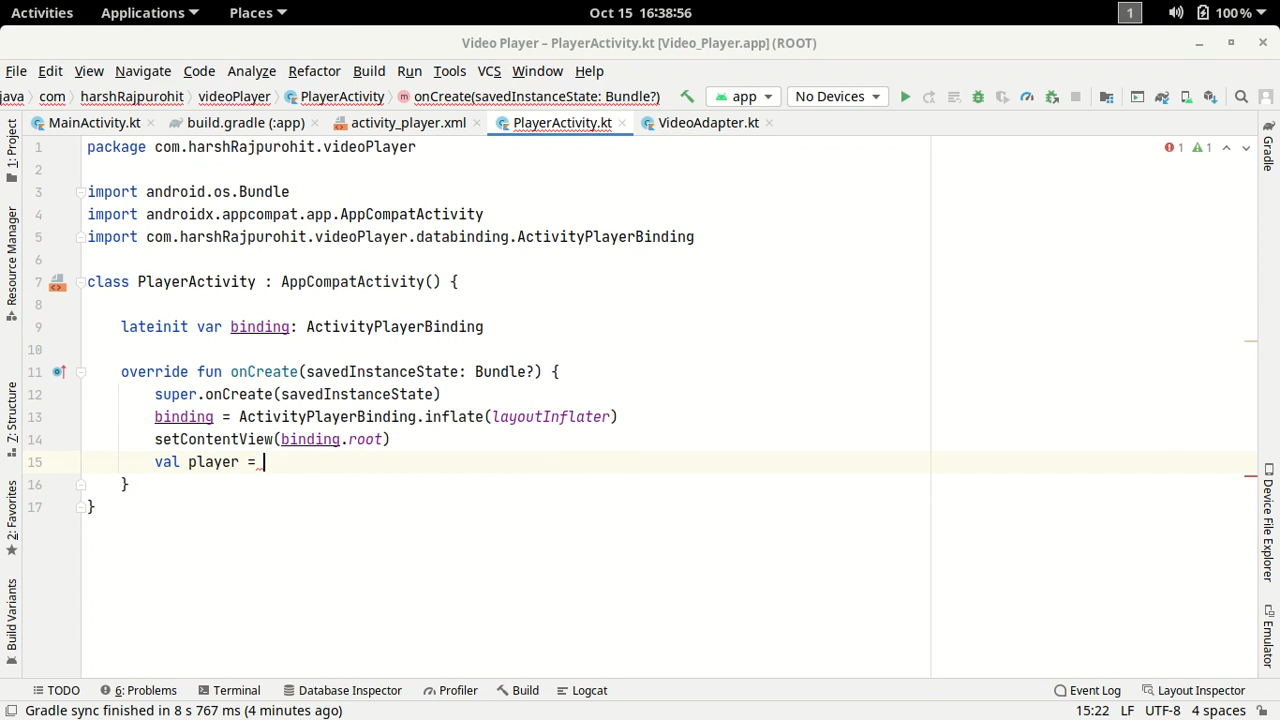 Activities Applications Places Oct 15 16:38:56 1 100%
Video Player – PlayerActivity.kt [Video_Player.app] (ROOT)
File Edit View Navigate Code Analyze Refactor Build Run Tools VCS Window Help
java com harshRajpurohit videoPlayer PlayerActivity onCreate(savedInstanceState: Bundle?) app No Devices
MainActivity.kt build.gradle (:app) activity_player.xml PlayerActivity.kt VideoAdapter.kt
1 package com.harshRajpurohit.videoPlayer
2
3 import android.os.Bundle
4 import androidx.appcompat.app.AppCompatActivity
5 import com.harshRajpurohit.videoPlayer.databinding.ActivityPlayerBinding
6
7 class PlayerActivity : AppCompatActivity() {
8
9 lateinit var binding: ActivityPlayerBinding
10
11 override fun onCreate(savedInstanceState: Bundle?) {
12 super.onCreate(savedInstanceState)
13 binding = ActivityPlayerBinding.inflate(layoutInflater)
14 setContentView(binding.root)
15 val player =
16 }
17 }
1 1
1: Project
Resource Manager
7: Structure
2: Favorites
Build Variants
Gradle
Device File Explorer
Emulator
TODO 6: Problems Terminal Database Inspector Profiler Build Logcat Event Log Layout Inspector
Gradle sync finished in 8 s 767 ms (4 minutes ago) 15:22 LF UTF-8 4 spaces